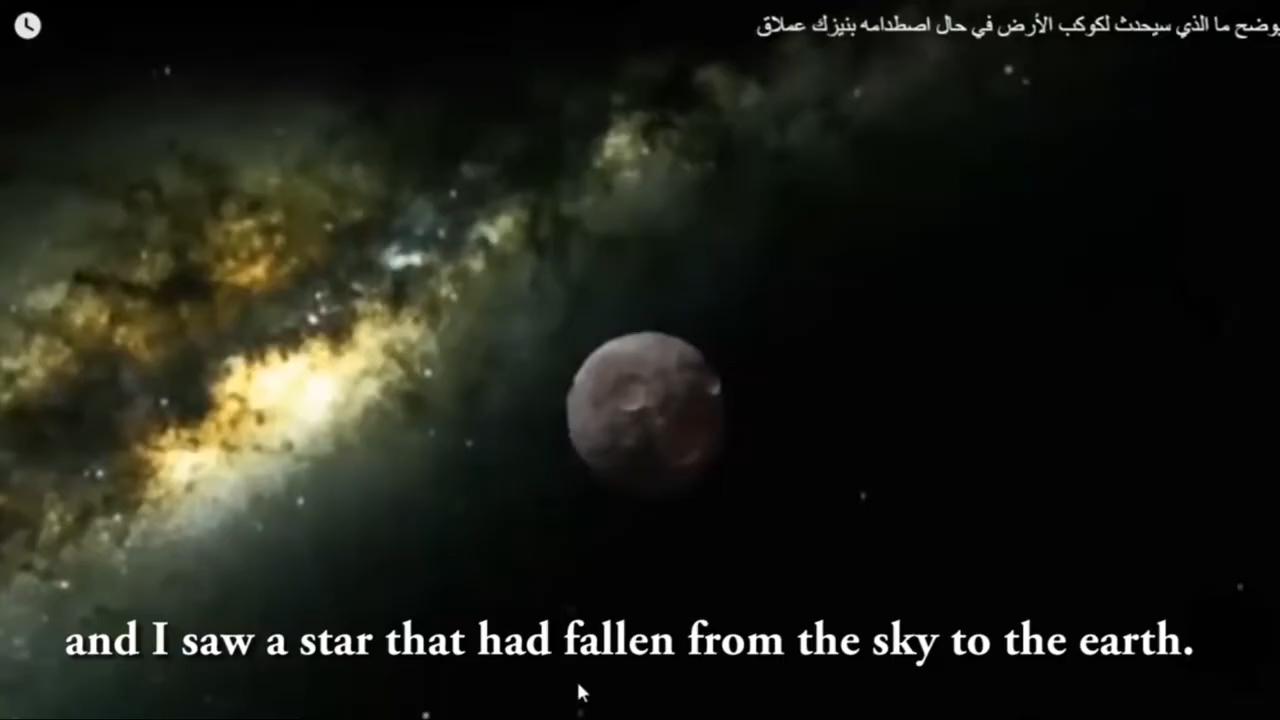 يوضح ما الذي سيحدث لكوكب الأرض في حال اصطدامه بنيزك عملاق
and I saw a star that had fallen from the sky to the earth.